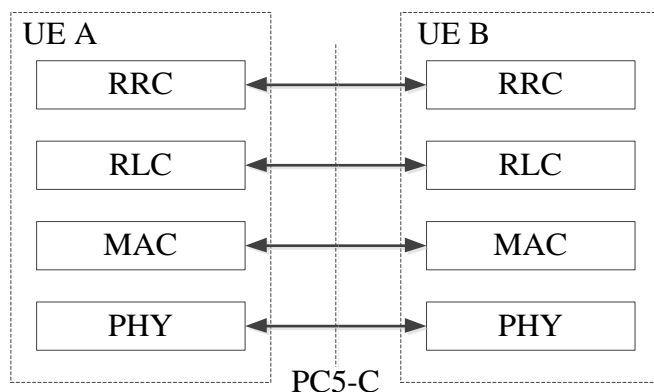 UE A UE B
RRC RRC
RLC RLC
MAC MAC
PHY PHY
PC5-C